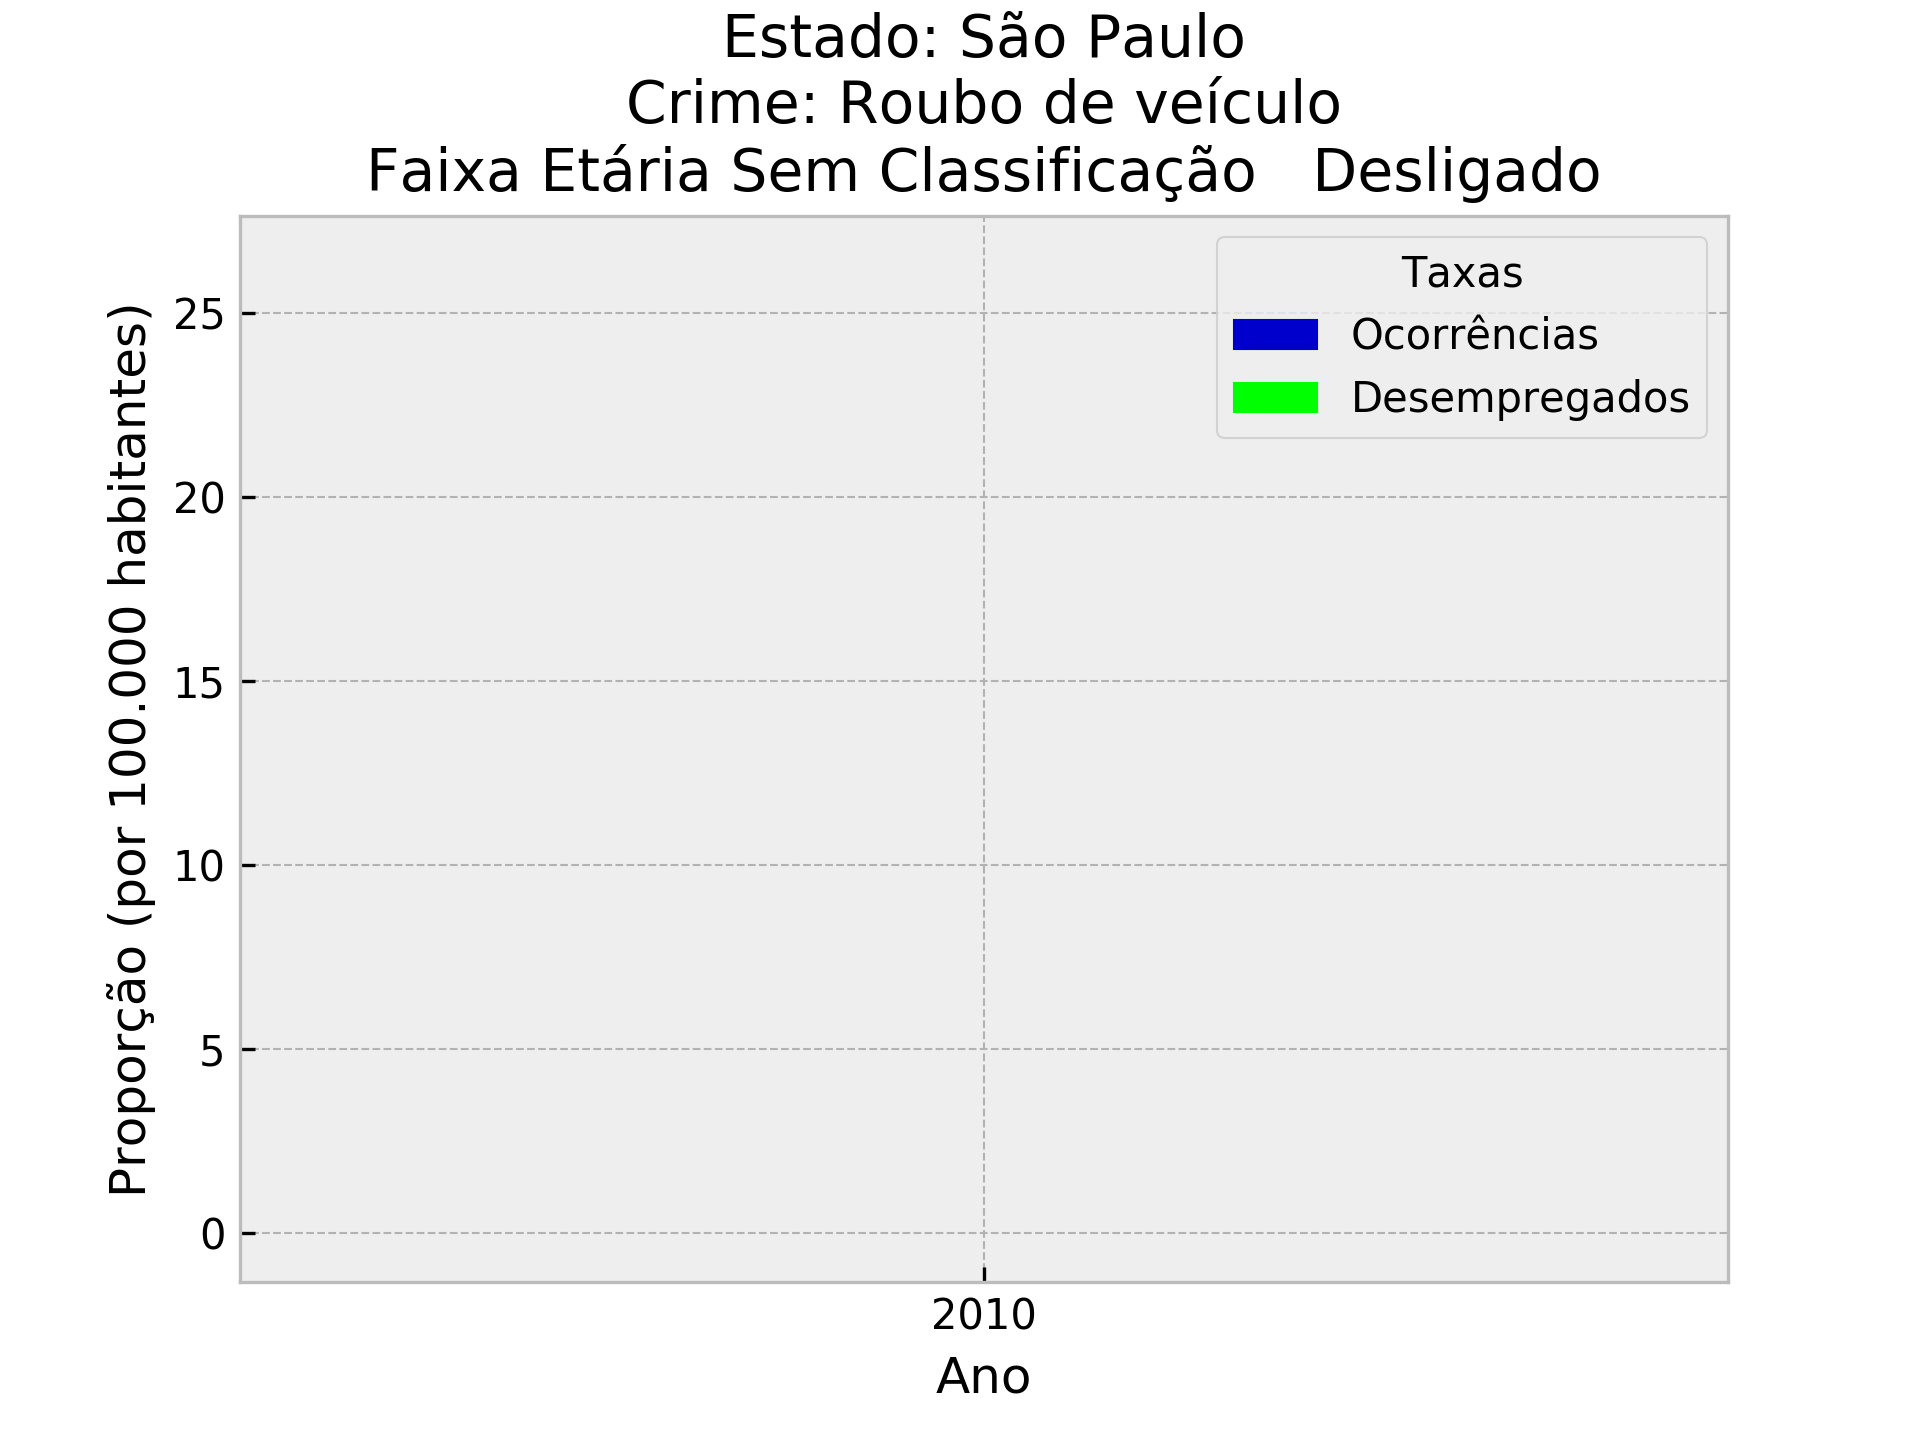 Estado: São Paulo
Crime: Roubo de veículo
Faixa Etária Sem Classificação   Desligado
Taxas
Ocorrências
Desempregados
Proporção (por 100.000 habitantes)
25
20
15
10
5
0
2010
Ano